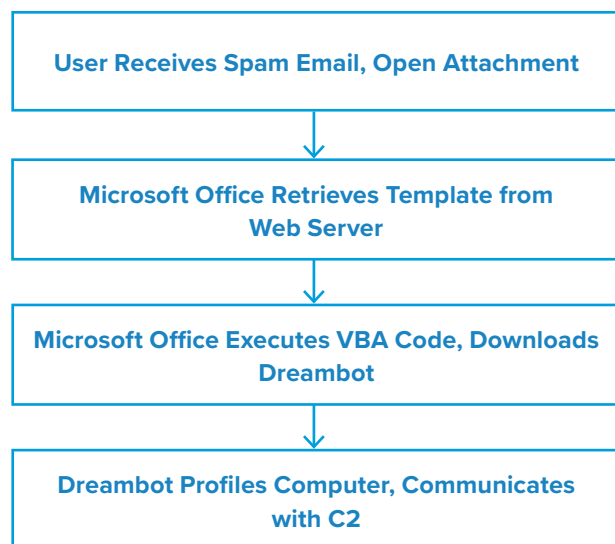 User Receives Spam Email, Open Attachment
Microsoft Office Retrieves Template from
Web Server
Microsoft Office Executes VBA Code, Downloads
Dreambot
Dreambot Profiles Computer, Communicates
with C2